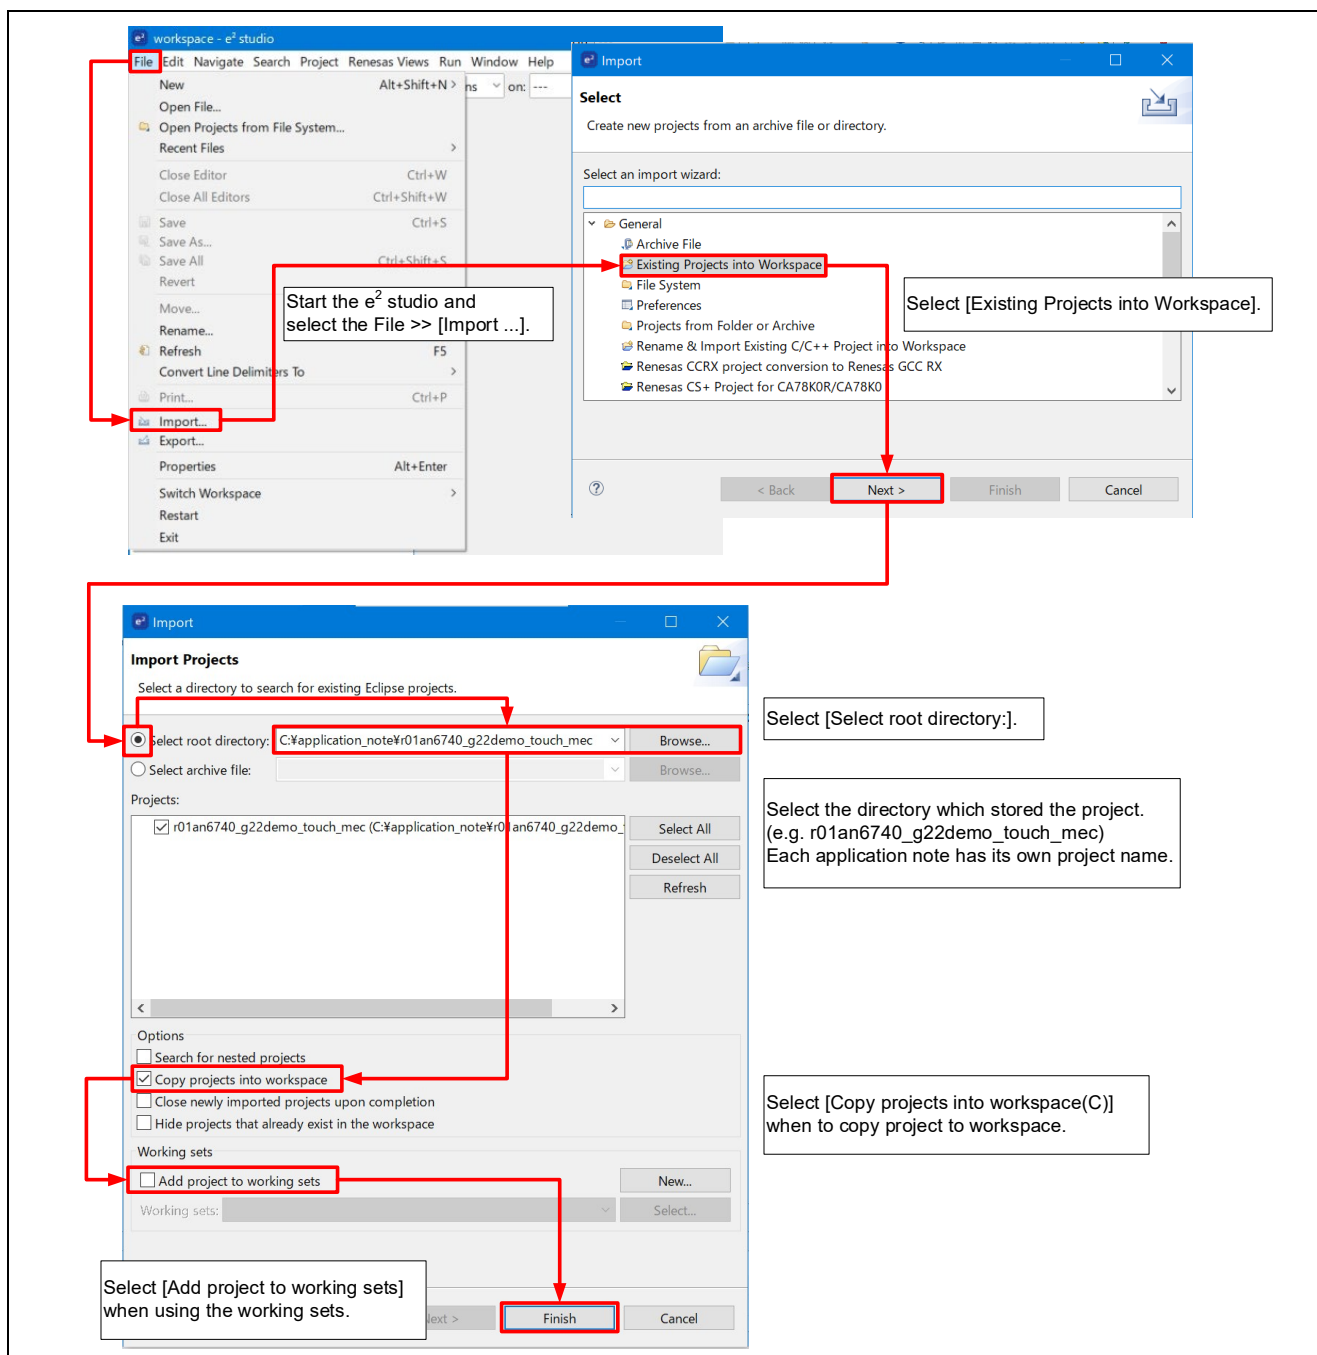 workspace - e² studio
File Edit Navigate Search Project Renesas Views Run Window Help
New Alt+Shift+N >
ns on: ---
Open File...
Open Projects from File System...
Recent Files >
Close Editor Ctrl+W
Close All Editors Ctrl+Shift+W
Save Ctrl+S
Save As...
Save All Ctrl+Shift+S
Revert
Move...
Rename...
Refresh F5
Convert Line Delimiters To >
Print... Ctrl+P
Import...
Export...
Properties Alt+Enter
Switch Workspace >
Restart
Exit
Start the e² studio and
select the File >> [Import ...].
Import
Select
Create new projects from an archive file or directory.
Select an import wizard:
General
Archive File
Existing Projects into Workspace
File System
Preferences
Projects from Folder or Archive
Rename & Import Existing C/C++ Project into Workspace
Renesas CCRX project conversion to Renesas GCC RX
Renesas CS+ Project for CA78K0R/CA78K0
Select [Existing Projects into Workspace].
< Back Next > Finish Cancel
Import
Import Projects
Select a directory to search for existing Eclipse projects.
Select root directory: C:¥application_note¥r01an6740_g22demo_touch_mec Browse...
Select archive file: Browse...
Projects:
r01an6740_g22demo_touch_mec (C:¥application_note¥r01an6740_g22demo_
Select All
Deselect All
Refresh
Options
Search for nested projects
Copy projects into workspace
Close newly imported projects upon completion
Hide projects that already exist in the workspace
Working sets
Add project to working sets New...
Working sets: Select...
Next > Finish Cancel
Select [Select root directory:].
Select the directory which stored the project.
(e.g. r01an6740_g22demo_touch_mec)
Each application note has its own project name.
Select [Copy projects into workspace(C)]
when to copy project to workspace.
Select [Add project to working sets]
when using the working sets.